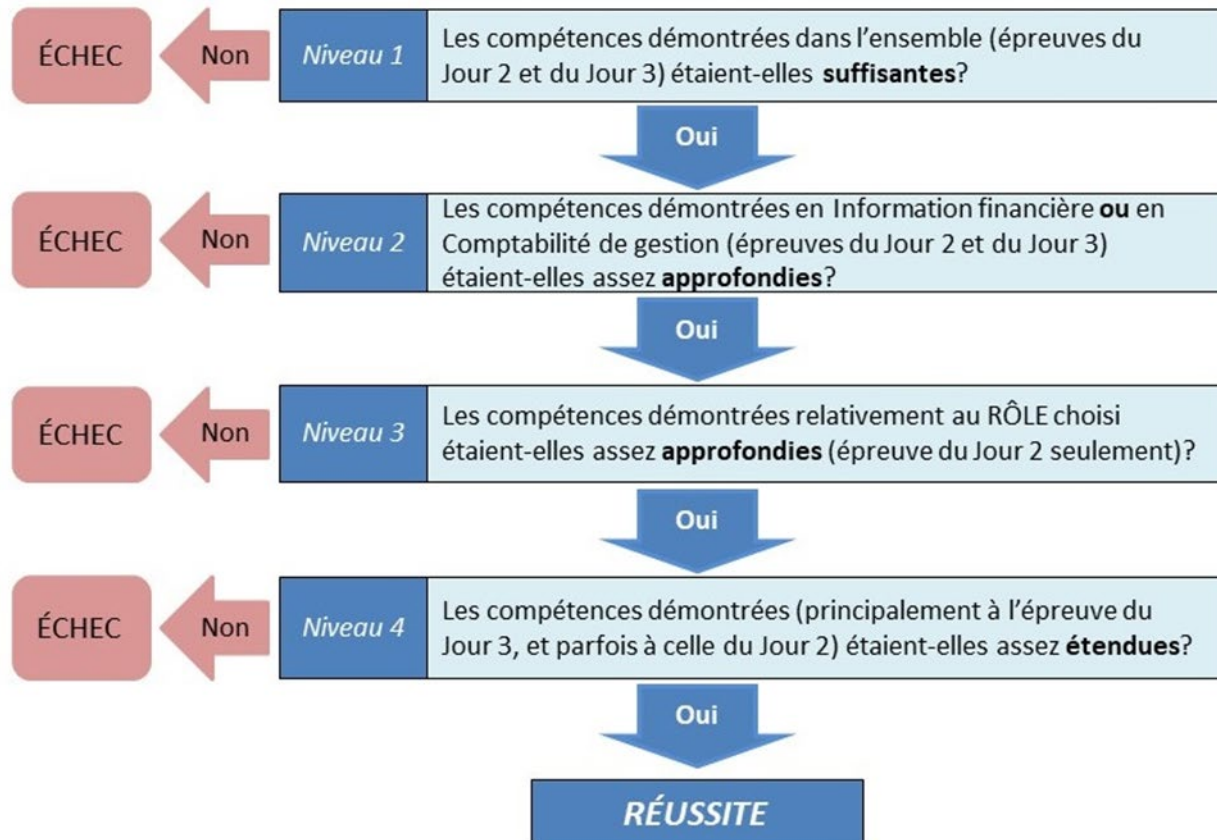 ÉCHEC
Non
Niveau 1
Les compétences démontrées dans l'ensemble (épreuves du
Jour 2 et du Jour 3) étaient-elles suffisantes?
Oui
ÉCHEC
Non
Niveau 2
Les compétences démontrées en Information financière ou en
Comptabilité de gestion (épreuves du Jour 2 et du Jour 3)
étaient-elles assez approfondies?
Oui
ÉCHEC
Non
Niveau 3
Les compétences démontrées relativement au RÔLE choisi
étaient-elles assez approfondies (épreuve du Jour 2 seulement)?
Oui
ÉCHEC
Non
Niveau 4
Les compétences démontrées (principalement à l'épreuve du
Jour 3, et parfois à celle du Jour 2) étaient-elles assez étendues?
Oui
RÉUSSITE